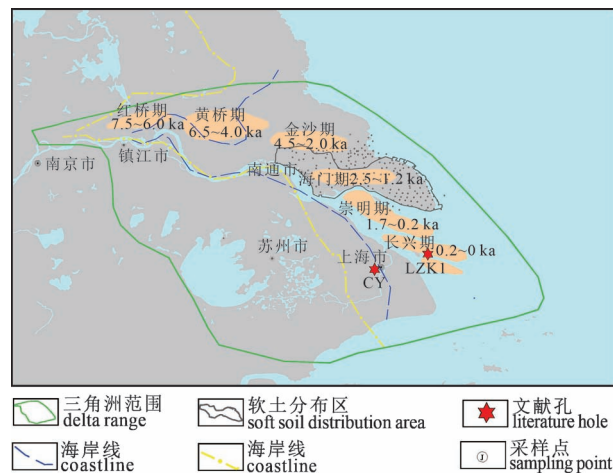 红桥期
7.5~6.0 ka
黄桥期
6.5~4.0 ka
金沙期
4.5~2.0 ka
南京市
镇江市
南通市
海门期 2.5~1.2 ka
崇明期
1.7~0.2 ka
苏州市
上海市
长兴期
0.2~0 ka
CY
LZK1
三角洲范围
delta range
软土分布区
soft soil distribution area
文献孔
literature hole
海岸线
coastline
海岸线
coastline
①
采样点
sampling point